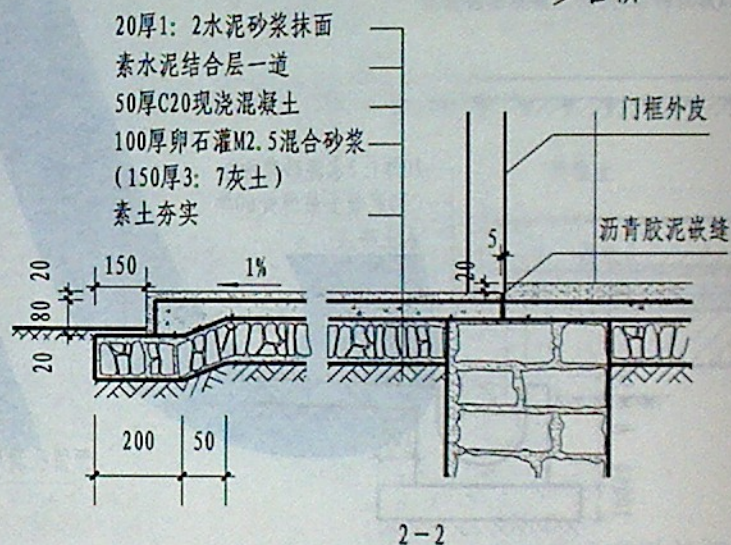 20厚1：2水泥砂浆抹面
素水泥结合层一道
50厚C20现浇混凝土
100厚卵石灌M2.5混合砂浆
(150厚3：7灰土)
素土夯实
门框外皮
沥青胶泥嵌缝
5
20
150
1%
20
80
20
200
50
2-2